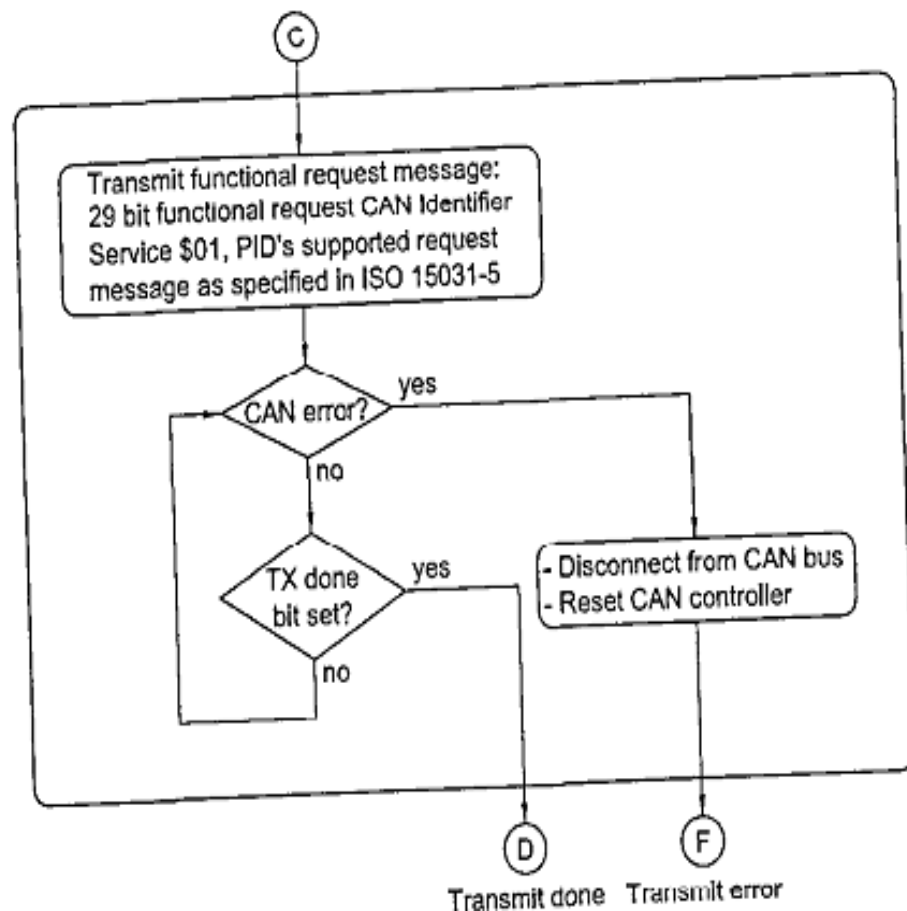 C
Transmit functional request message:
29 bit functional request CAN Identifier
Service $01, PID's supported request
message as specified in ISO 15031-5
CAN error?
yes
no
TX done
bit set?
yes
no
- Disconnect from CAN bus
- Reset CAN controller
D
F
Transmit done
Transmit error